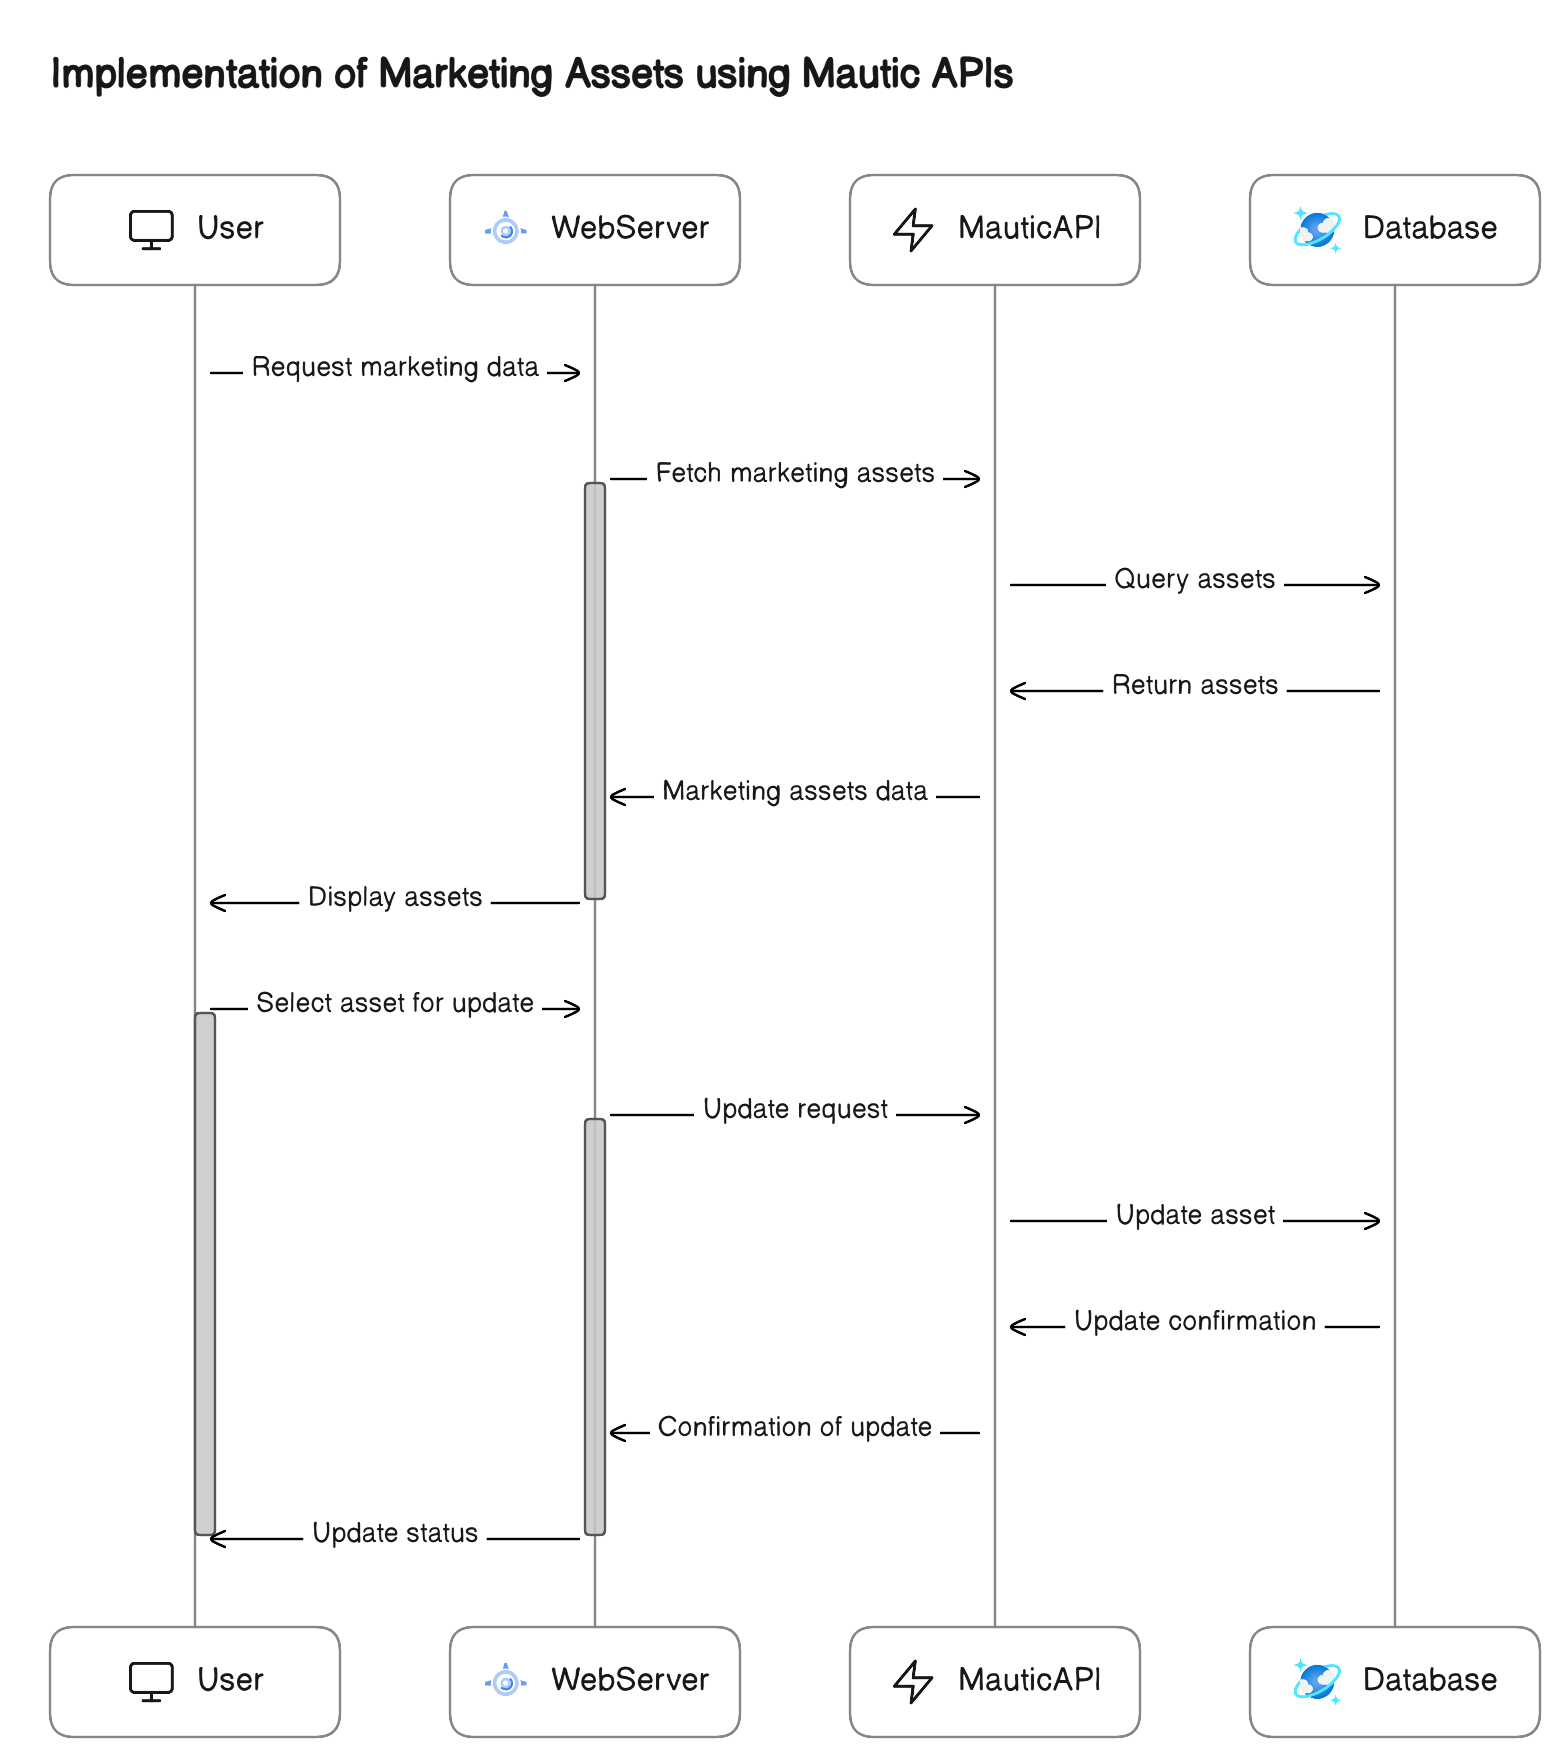 Implementation of Marketing Assets using Mautic APIs
User
WebServer
MauticAPI
Database
Request marketing data
Fetch marketing assets
Query assets
Return assets
Marketing assets data
Display assets
Select asset for update
Update request
Update asset
Update confirmation
Confirmation of update
Update status
User
WebServer
MauticAPI
Database